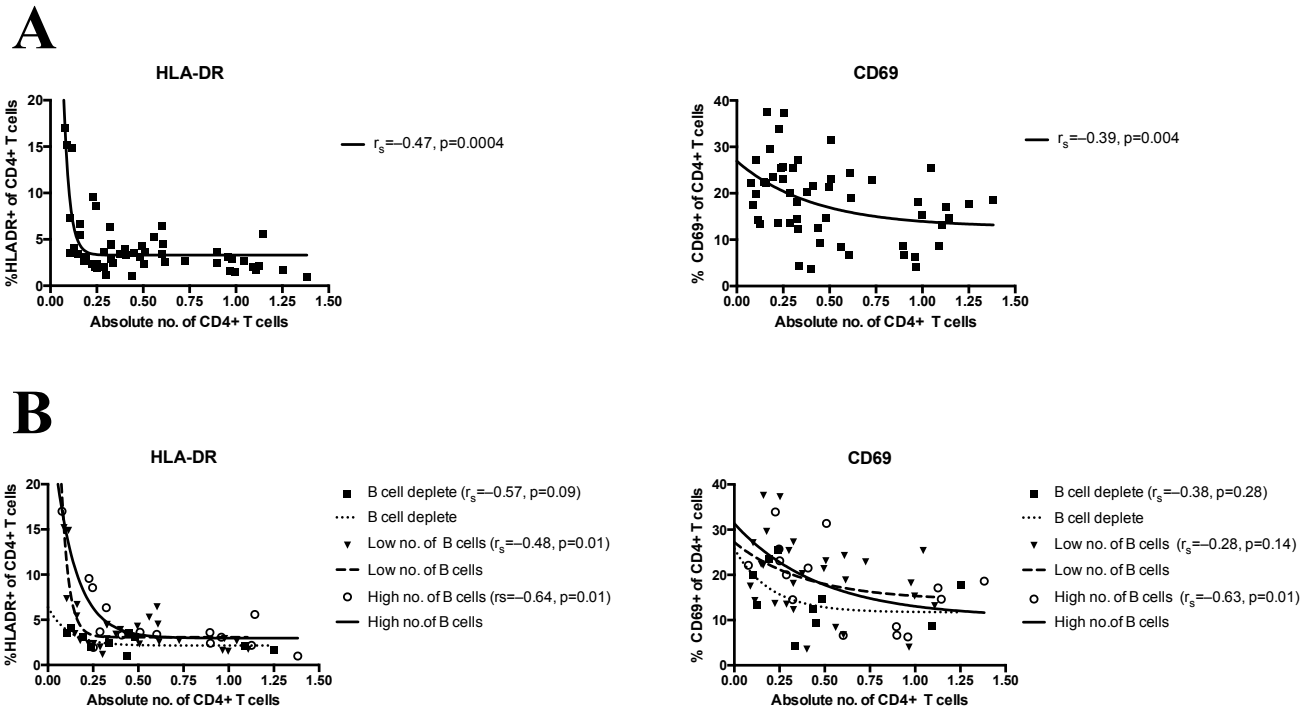 A
HLA-DR
%HLADR+ of CD4+ T cells
20
15
10
5
0
0.00 0.25 0.50 0.75 1.00 1.25 1.50
Absolute no. of CD4+ T cells
rs=–0.47, p=0.0004
CD69
% CD69+ of CD4+ T cells
40
30
20
10
0
0.00 0.25 0.50 0.75 1.00 1.25 1.50
Absolute no. of CD4+ T cells
rs=–0.39, p=0.004
B
HLA-DR
%HLADR+ of CD4+ T cells
20
15
10
5
0
0.00 0.25 0.50 0.75 1.00 1.25 1.50
Absolute no. of CD4+ T cells
B cell deplete (rs=–0.57, p=0.09)
B cell deplete
Low no. of B cells (rs=–0.48, p=0.01)
Low no. of B cells
High no. of B cells (rs=–0.64, p=0.01)
High no. of B cells
CD69
% CD69+ of CD4+ T cells
40
30
20
10
0
0.00 0.25 0.50 0.75 1.00 1.25 1.50
Absolute no. of CD4+ T cells
B cell deplete (rs=–0.38, p=0.28)
B cell deplete
Low no. of B cells (rs=–0.28, p=0.14)
Low no. of B cells
High no. of B cells (rs=–0.63, p=0.01)
High no. of B cells